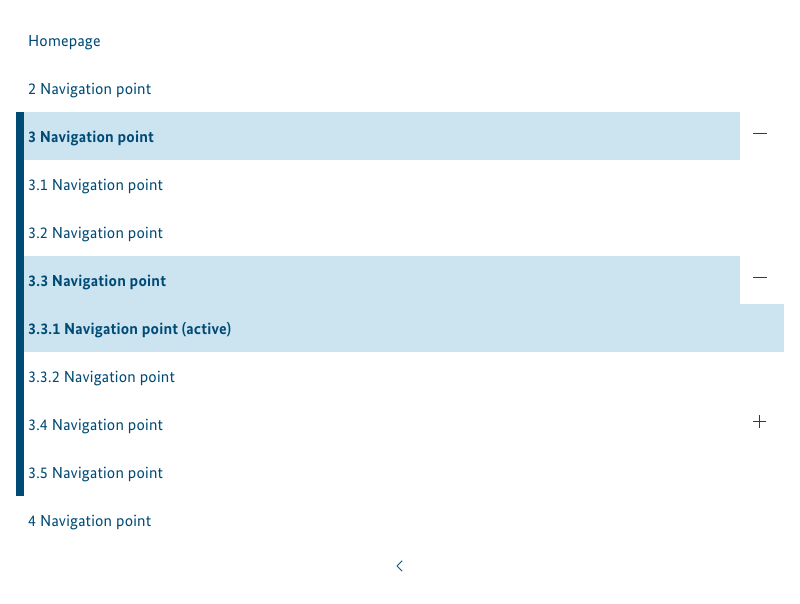 Homepage
2 Navigation point
3 Navigation point
3.1 Navigation point
3.2 Navigation point
3.3 Navigation point
3.3.1 Navigation point (active)
3.3.2 Navigation point
3.4 Navigation point
3.5 Navigation point
4 Navigation point